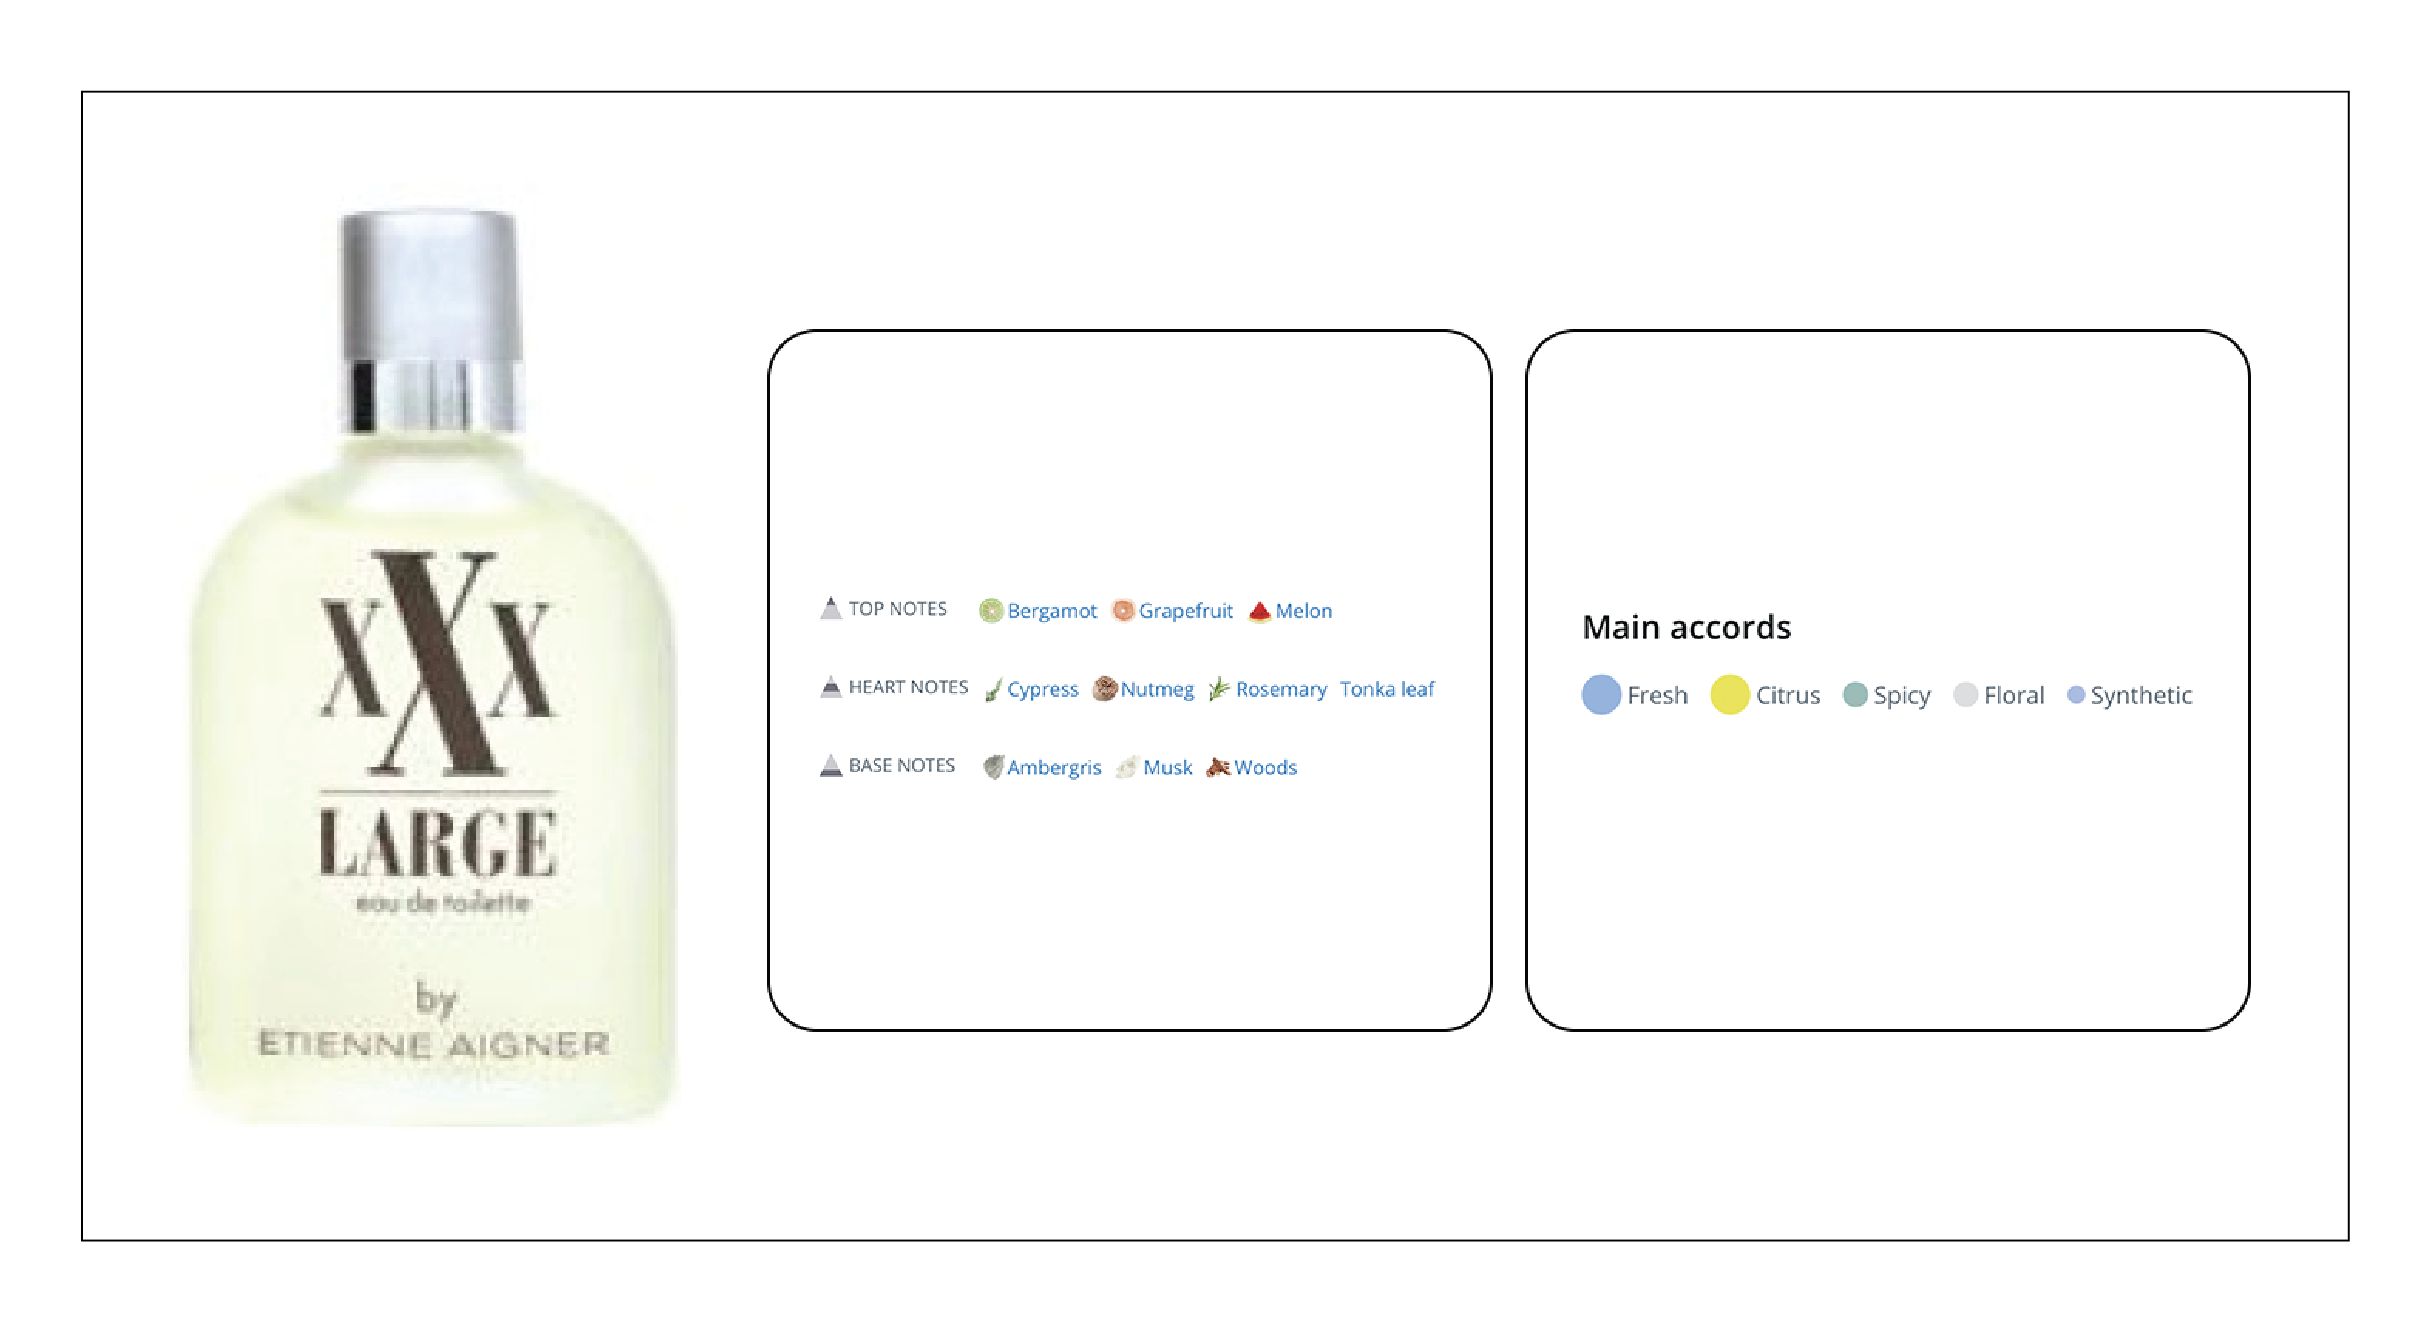 XXX
LARGE
eau de toilette
by
ETIENNE AIGNER
TOP NOTES Bergamot Grapefruit Melon
HEART NOTES Cypress Nutmeg Rosemary Tonka leaf
BASE NOTES Ambergris Musk Woods
Main accords
Fresh Citrus Spicy Floral Synthetic